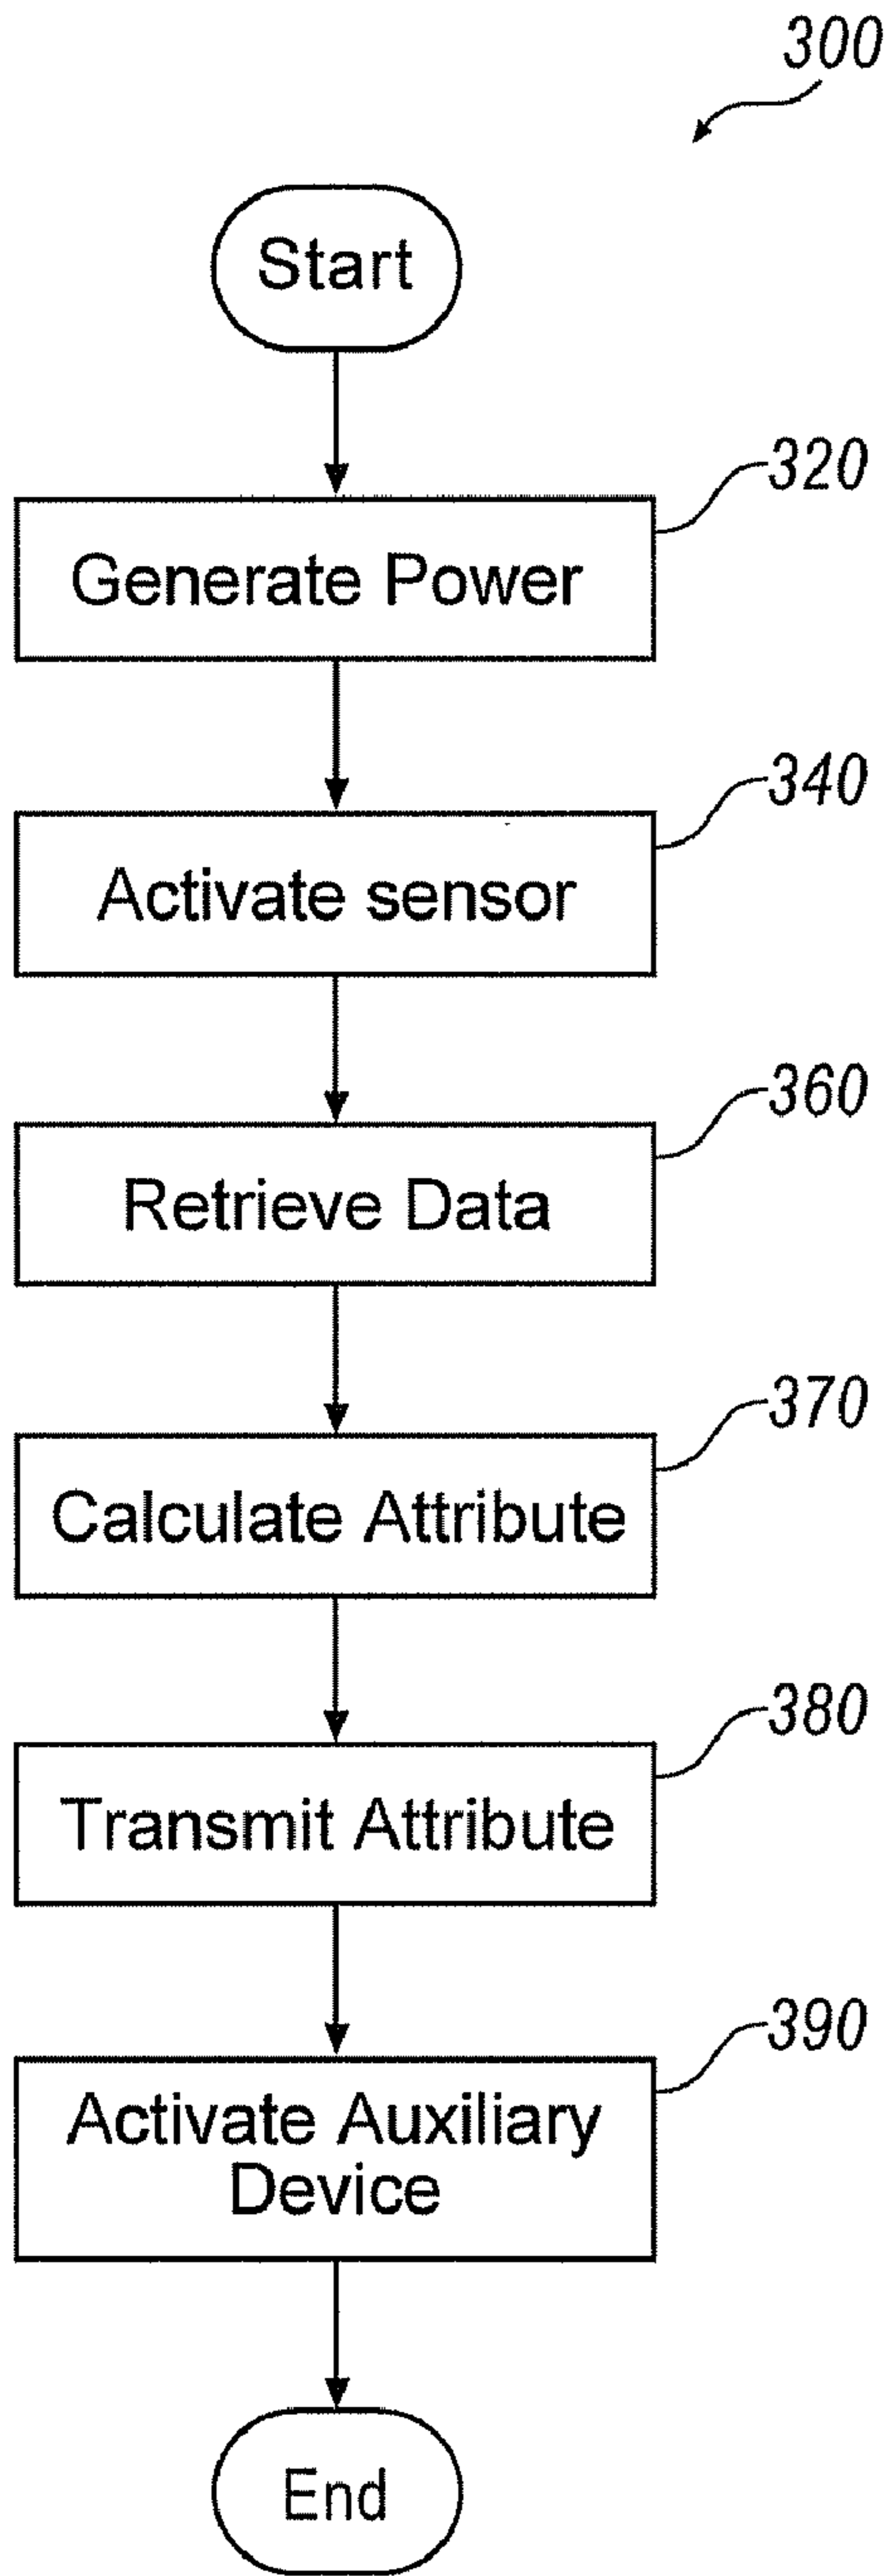 300
Start
320
Generate Power
340
Activate sensor
360
Retrieve Data
370
Calculate Attribute
380
Transmit Attribute
390
Activate Auxiliary
Device
End